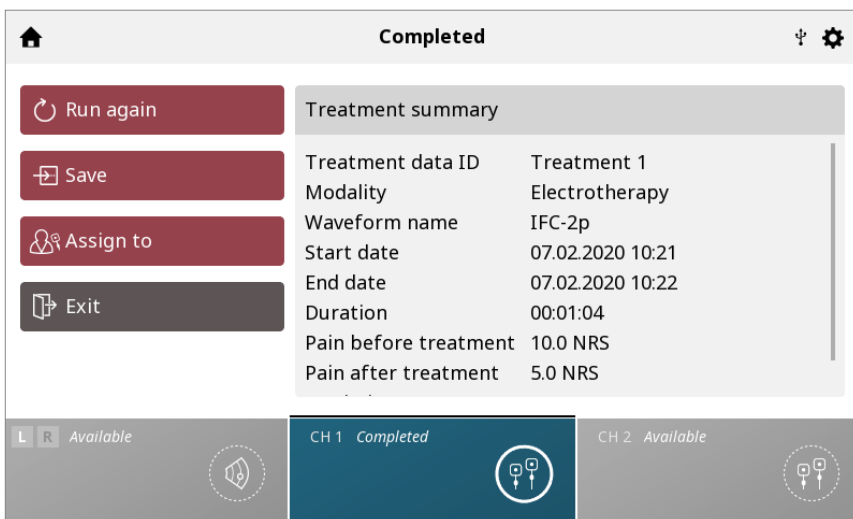 Completed
Run again
Save
Assign to
Exit
Treatment summary
Treatment data ID Treatment 1
Modality Electrotherapy
Waveform name IFC-2p
Start date 07.02.2020 10:21
End date 07.02.2020 10:22
Duration 00:01:04
Pain before treatment 10.0 NRS
Pain after treatment 5.0 NRS
L R Available
CH 1 Completed
CH 2 Available